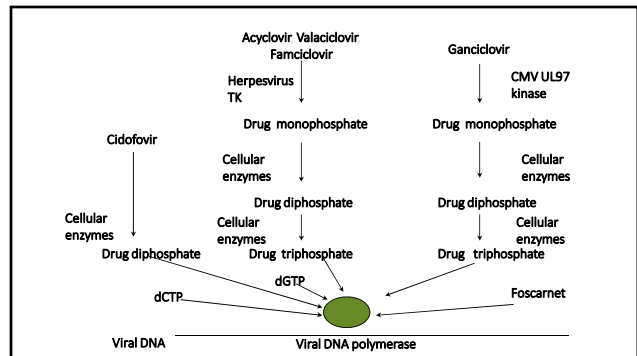 Acyclovir Valaciclovir
Famciclovir
Ganciclovir
Herpesvirus
TK
CMV UL97
kinase
Drug monophosphate
Drug monophosphate
Cidofovir
Cellular
enzymes
Cellular
enzymes
Drug diphosphate
Drug diphosphate
Cellular
enzymes
Cellular
enzymes
Cellular
enzymes
Drug diphosphate
Drug triphosphate
Drug triphosphate
dGTP
dCTP
Foscarnet
Viral DNA
Viral DNA polymerase